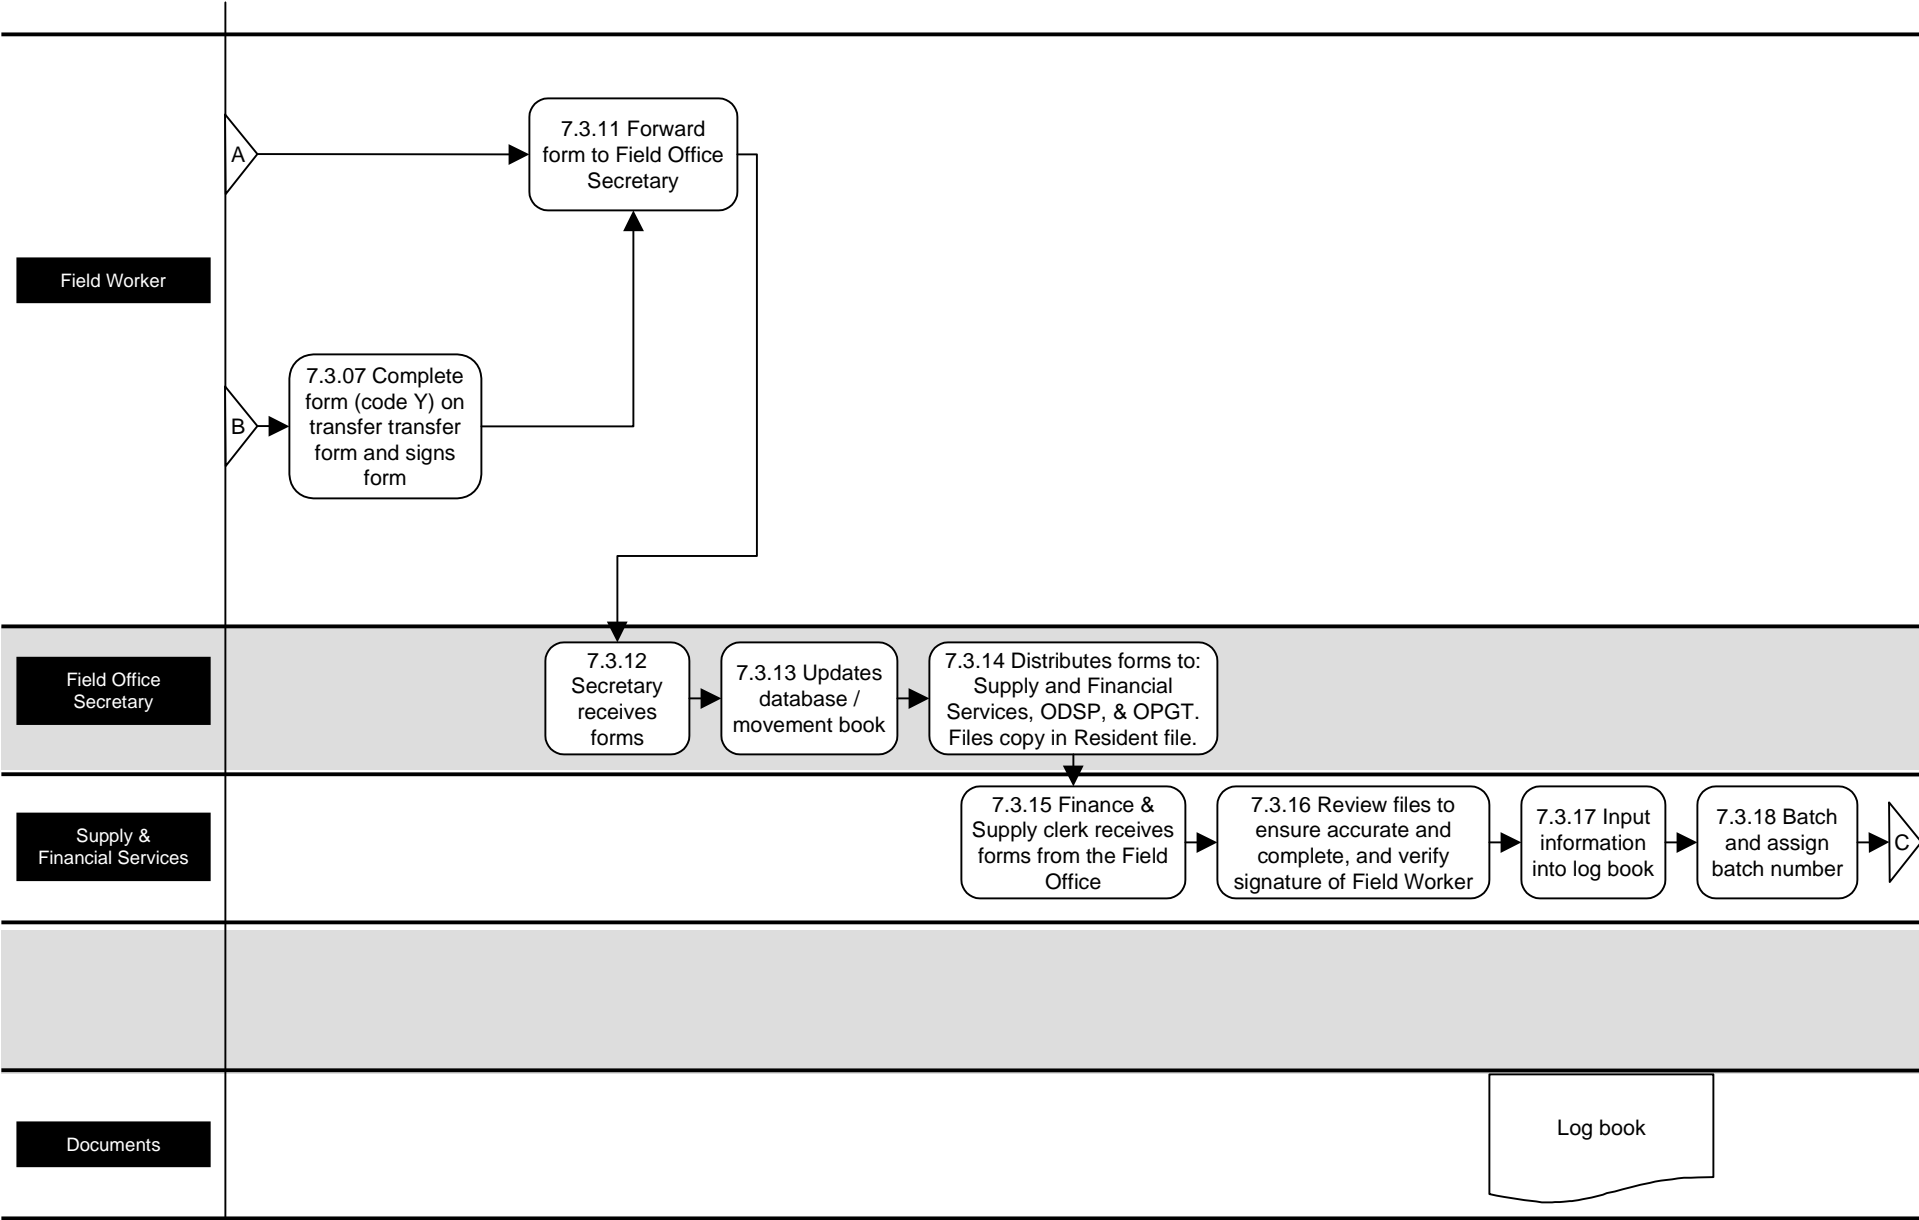 A
7.3.11 Forward
form to Field Office
Secretary
Field Worker
B
7.3.07 Complete
form (code Y) on
transfer transfer
form and signs
form
Field Office
Secretary
7.3.12
Secretary
receives
forms
7.3.13 Updates
database /
movement book
7.3.14 Distributes forms to:
Supply and Financial
Services, ODSP, & OPGT.
Files copy in Resident file.
Supply &
Financial Services
7.3.15 Finance &
Supply clerk receives
forms from the Field
Office
7.3.16 Review files to
ensure accurate and
complete, and verify
signature of Field Worker
7.3.17 Input
information
into log book
7.3.18 Batch
and assign
batch number
C
Documents
Log book